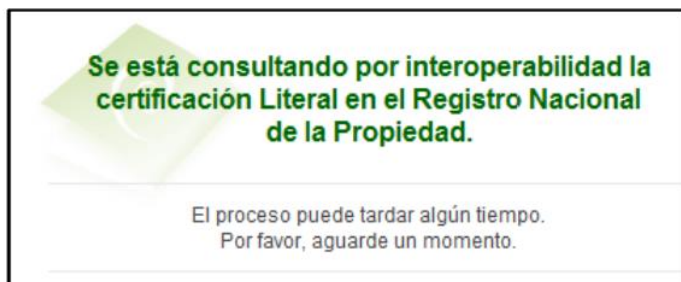 Se está consultando por interoperabilidad la
certificación Literal en el Registro Nacional
de la Propiedad.
El proceso puede tardar algún tiempo.
Por favor, aguarde un momento.